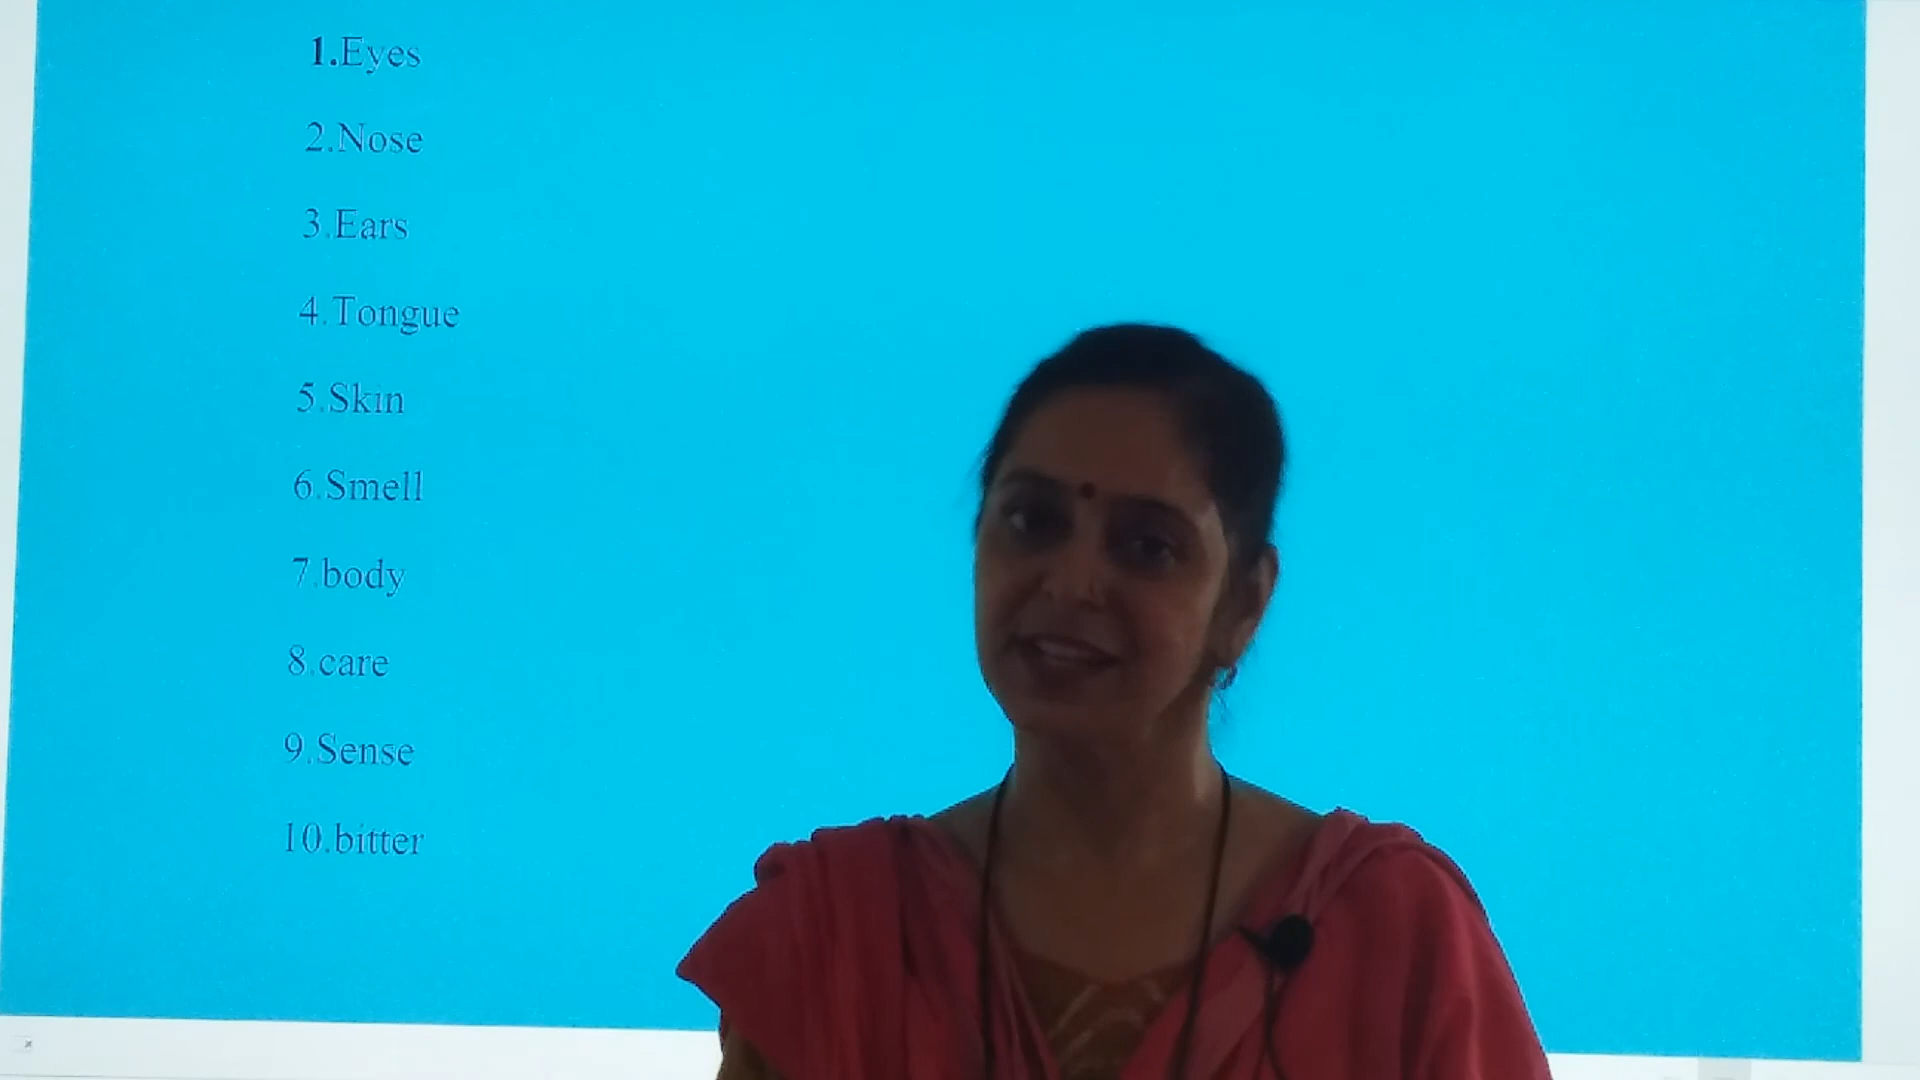 1.Eyes
2.Nose
3.Ears
4.Tongue
5.Skin
6.Smell
7.body
8.care
9.Sense
10.bitter